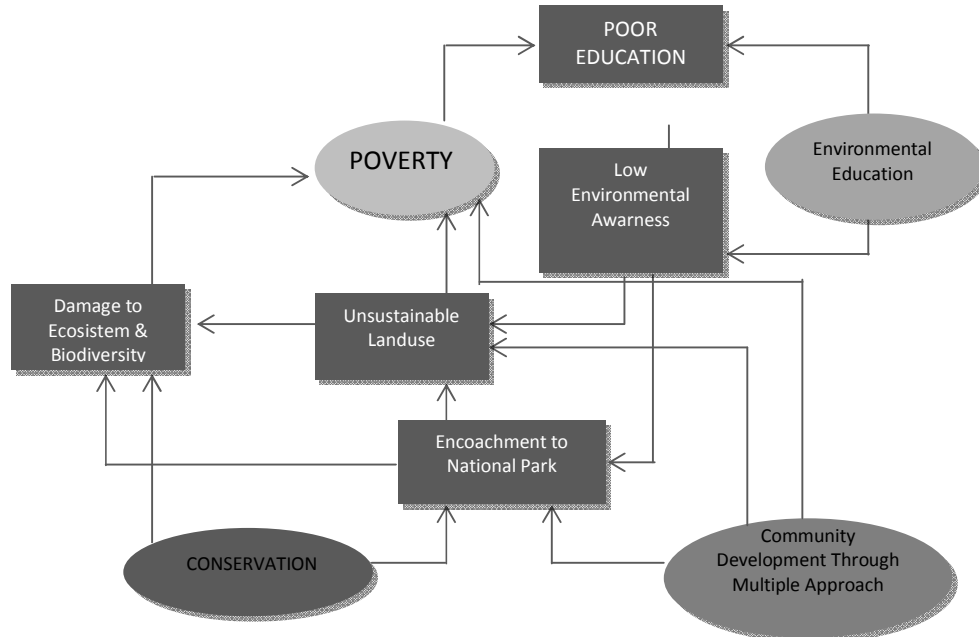 POOR
EDUCATION
POVERTY
Low
Environmental
Awarness
Environmental
Education
Damage to
Ecosistem &
Biodiversity
Unsustainable
Landuse
Encoachment to
National Park
CONSERVATION
Community
Development Through
Multiple Approach